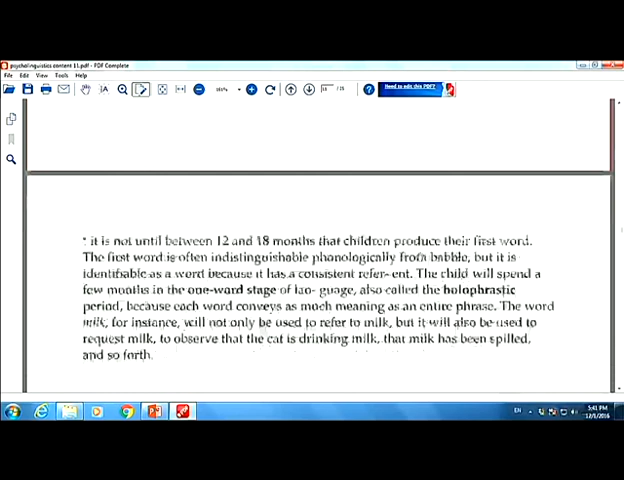 psycholinguistics content 11.pdf - PDF Complete
File Edit View Tools Help
Need to edit this PDF?
• it is not until between 12 and 18 months that children produce their first word.
The first word is often indistinguishable phonologically from babble, but it is
identifiable as a word because it has a consistent refer- ent. The child will spend a
few months in the one-word stage of lan- guage, also called the holophrastic
period, because each word conveys as much meaning as an entire phrase. The word
milk, for instance, will not only be used to refer to milk, but it will also be used to
request milk, to observe that the cat is drinking milk, that milk has been spilled,
and so forth.
EN
5:41 PM
12/1/2016